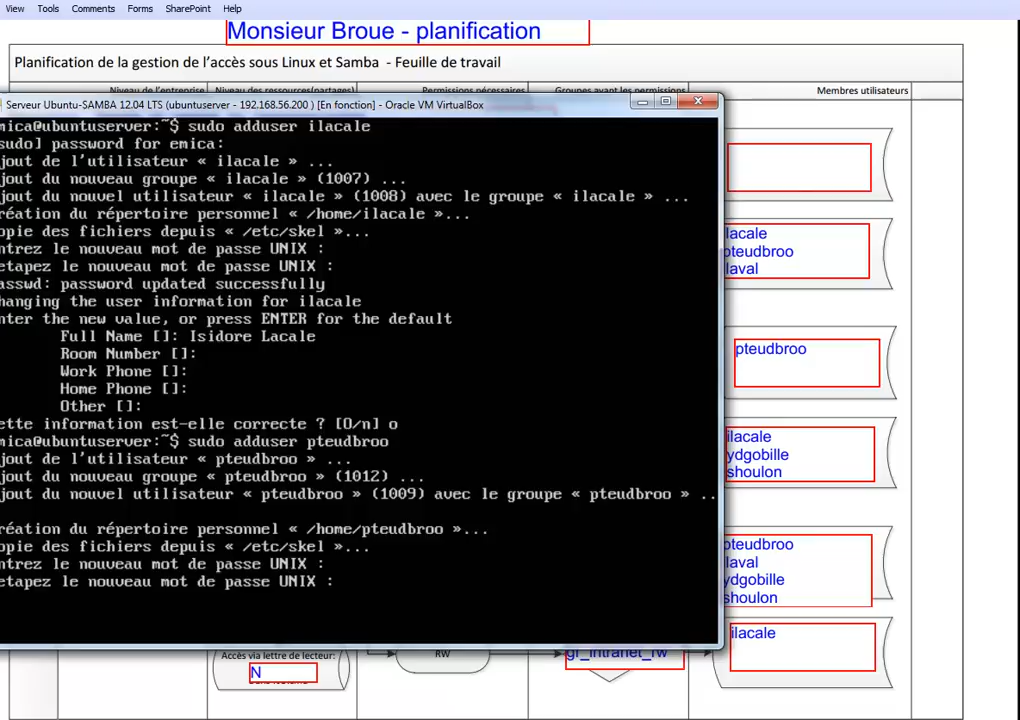 View Tools Comments Forms SharePoint Help
Monsieur Broue - planification
Planification de la gestion de l'accès sous Linux et Samba - Feuille de travail
Niveau de l'entreprise Niveau des ressources(partages) Permissions nécessaires Groupes ayant les permissions Membres utilisateurs
Serveur Ubuntu-SAMBA 12.04 LTS (ubuntuserver - 192.168.56.200 ) [En fonction] - Oracle VM VirtualBox
mica@ubuntuserver:~$ sudo adduser ilacale
sudo] password for emica:
jout de l'utilisateur « ilacale » ...
jout du nouveau groupe « ilacale » (1007) ...
jout du nouvel utilisateur « ilacale » (1008) avec le groupe « ilacale » ...
réation du répertoire personnel « /home/ilacale »...
opie des fichiers depuis « /etc/skel »...
ntrez le nouveau mot de passe UNIX :
etapez le nouveau mot de passe UNIX :
asswd: password updated successfully
hanging the user information for ilacale
nter the new value, or press ENTER for the default
Full Name []: Isidore Lacale
Room Number []:
Work Phone []:
Home Phone []:
Other []:
ette information est-elle correcte ? [O/n] o
mica@ubuntuserver:~$ sudo adduser pteudbroo
jout de l'utilisateur « pteudbroo » ...
jout du nouveau groupe « pteudbroo » (1012) ...
jout du nouvel utilisateur « pteudbroo » (1009) avec le groupe « pteudbroo » ..
réation du répertoire personnel « /home/pteudbroo »...
opie des fichiers depuis « /etc/skel »...
ntrez le nouveau mot de passe UNIX :
etapez le nouveau mot de passe UNIX :
ilacale
pteudbroo
laval
pteudbroo
ilacale
ydgobille
shoulon
pteudbroo
laval
ydgobille
shoulon
ilacale
Accès via lettre de lecteur:
N
RW
gr_intranet_rw